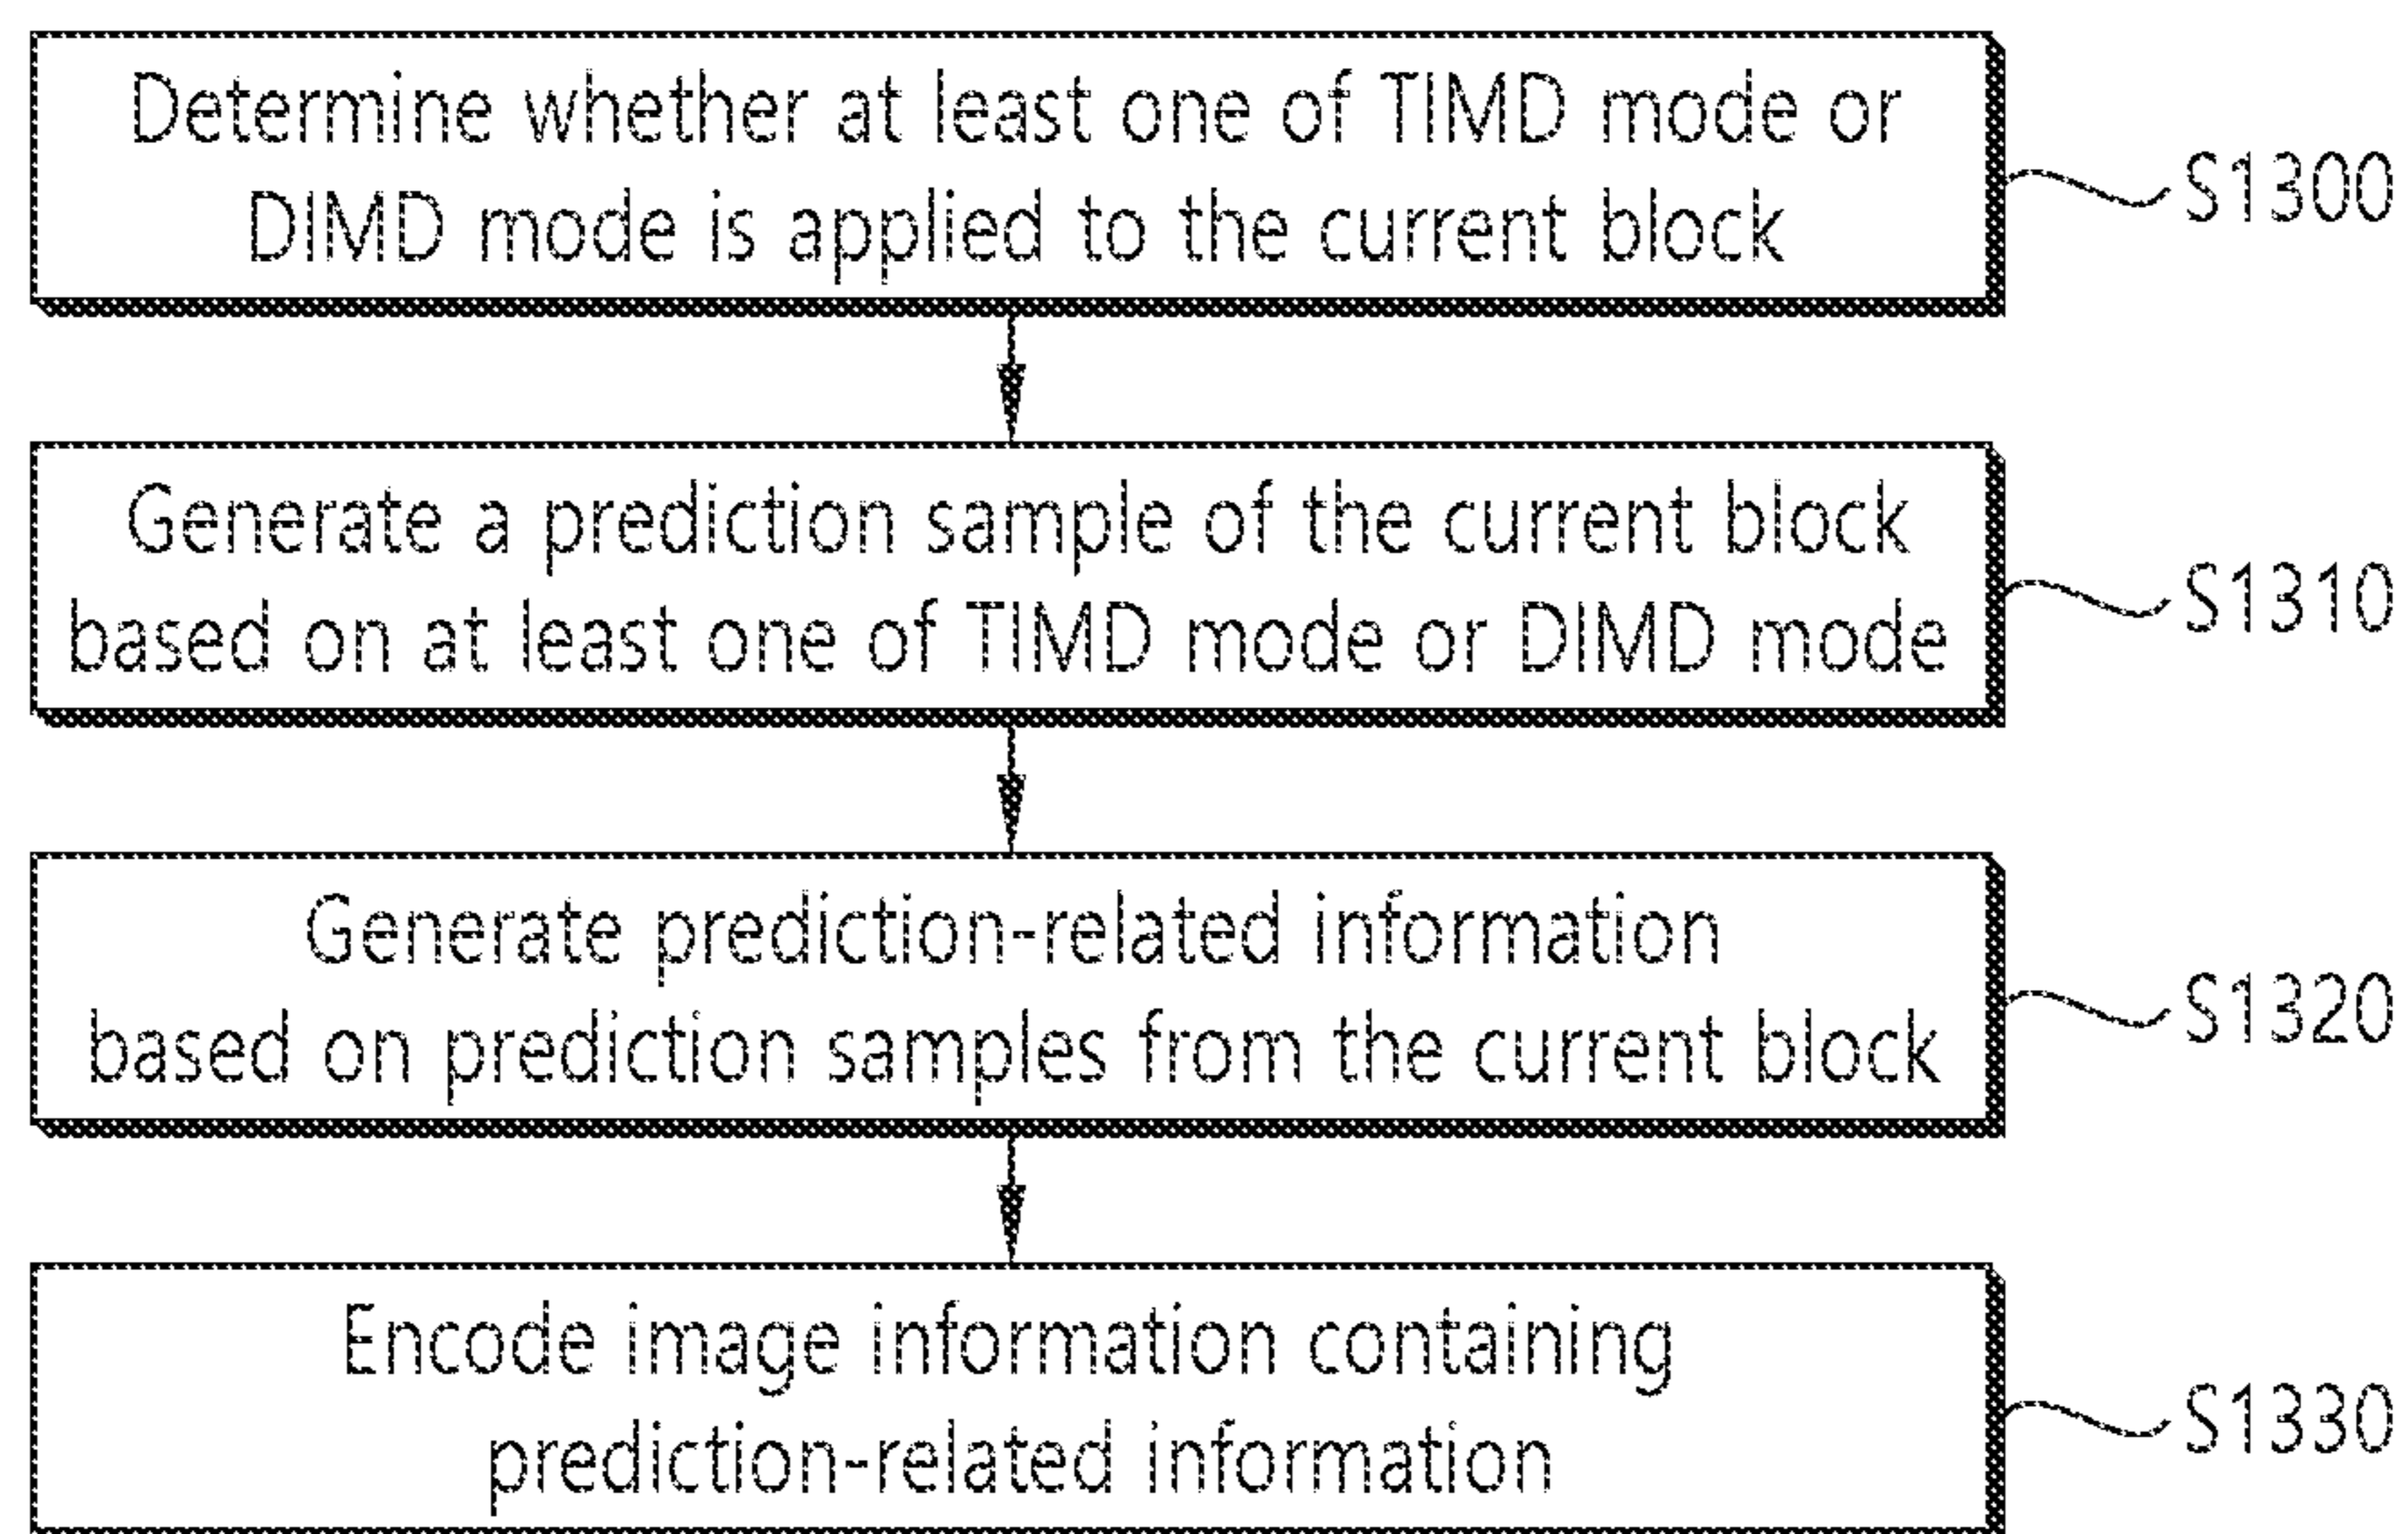 Determine whether at least one of TIMD mode or
DIMD mode is applied to the current block
S1300
Generate a prediction sample of the current block
based on at least one of TIMD mode or DIMD mode
S1310
Generate prediction-related information
based on prediction samples from the current block
S1320
Encode image information containing
prediction-related information
S1330